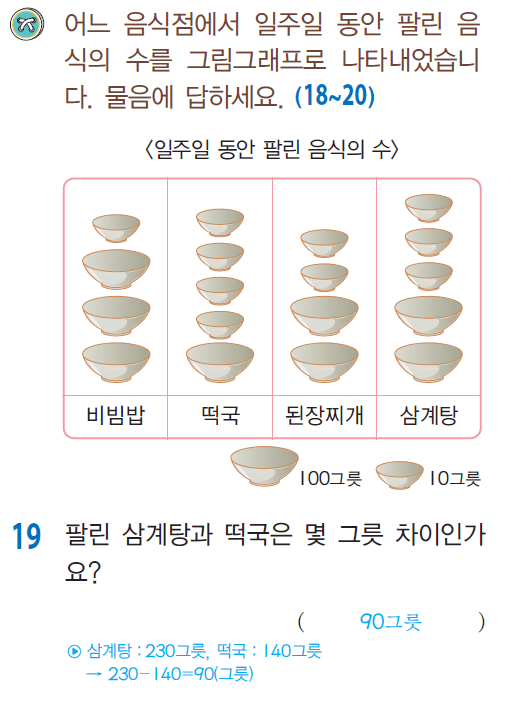 어느 음식점에서 일주일 동안 팔린 음
식의 수를 그림그래프로 나타내었습니
다. 물음에 답하세요. (18~20)
<일주일 동안 팔린 음식의 수>
비빔밥 떡국 된장찌개 삼계탕
100그릇 10그릇
19 팔린 삼계탕과 떡국은 몇 그릇 차이인가
요?
( 90그릇 )
삼계탕 : 230그릇, 떡국 : 140그릇
→ 230-140=90(그릇)